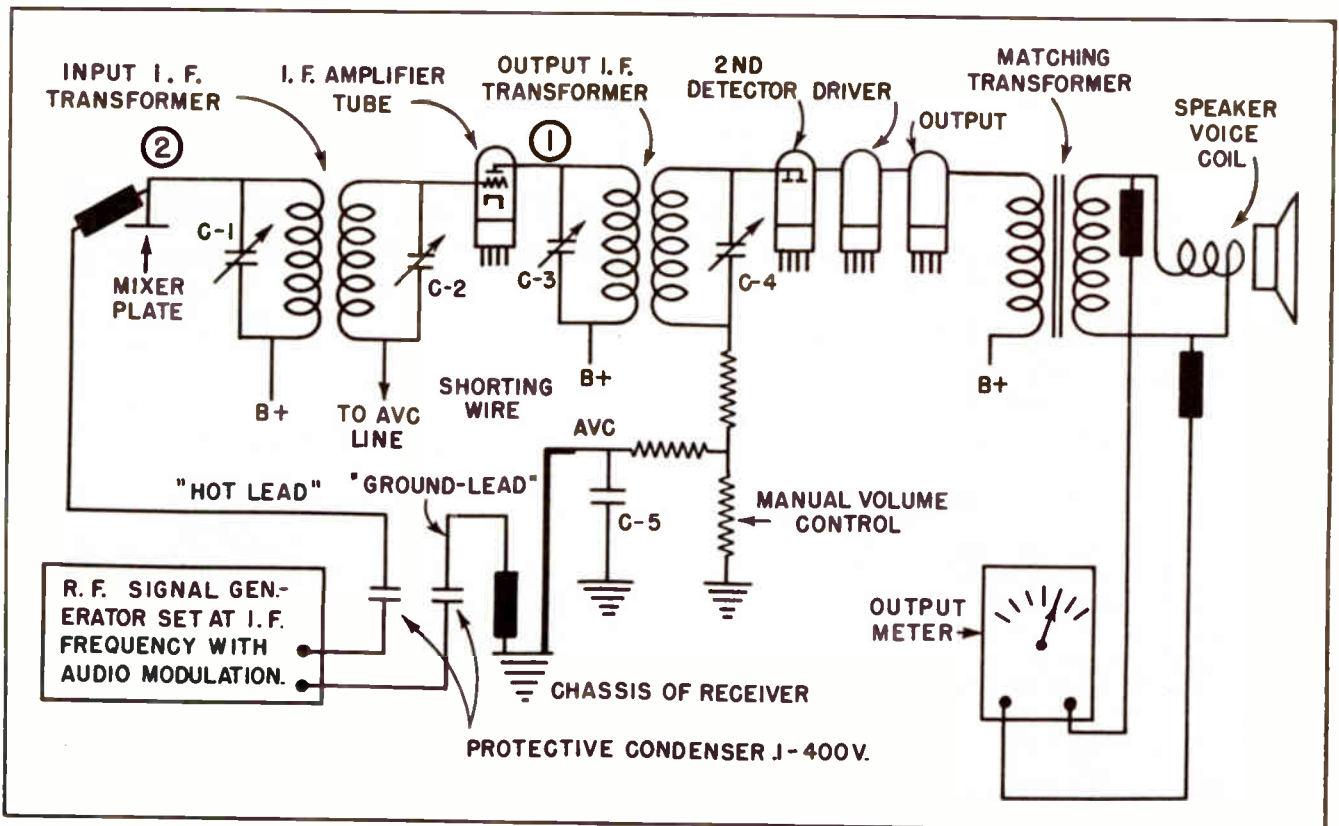 INPUT I. F.
TRANSFORMER
I. F. AMPLIFIER
TUBE
OUTPUT I. F.
TRANSFORMER
2ND
DETECTOR
DRIVER
OUTPUT
MATCHING
TRANSFORMER
SPEAKER
VOICE
COIL
2
1
C-1
C-2
C-3
C-4
MIXER
PLATE
B+
TO AVC
LINE
SHORTING
WIRE
B+
B+
AVC
"HOT LEAD"
"GROUND-LEAD"
C-5
MANUAL VOLUME
CONTROL
R. F. SIGNAL GEN-
ERATOR SET AT I. F.
FREQUENCY WITH
AUDIO MODULATION.
OUTPUT
METER
CHASSIS OF RECEIVER
PROTECTIVE CONDENSER .1-400V.